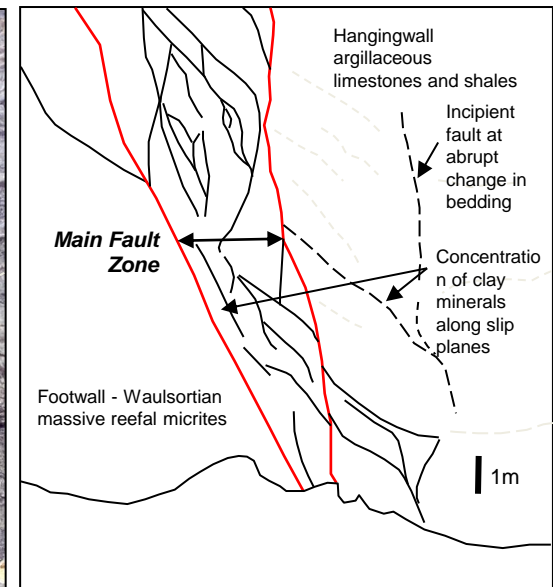 Hangingwall
argillaceous
limestones and shales
Incipient
fault at
abrupt
change in
bedding
Main Fault
Zone
Concentratio
n of clay
minerals
along slip
planes
Footwall - Waulsortian
massive reefal micrites
1m